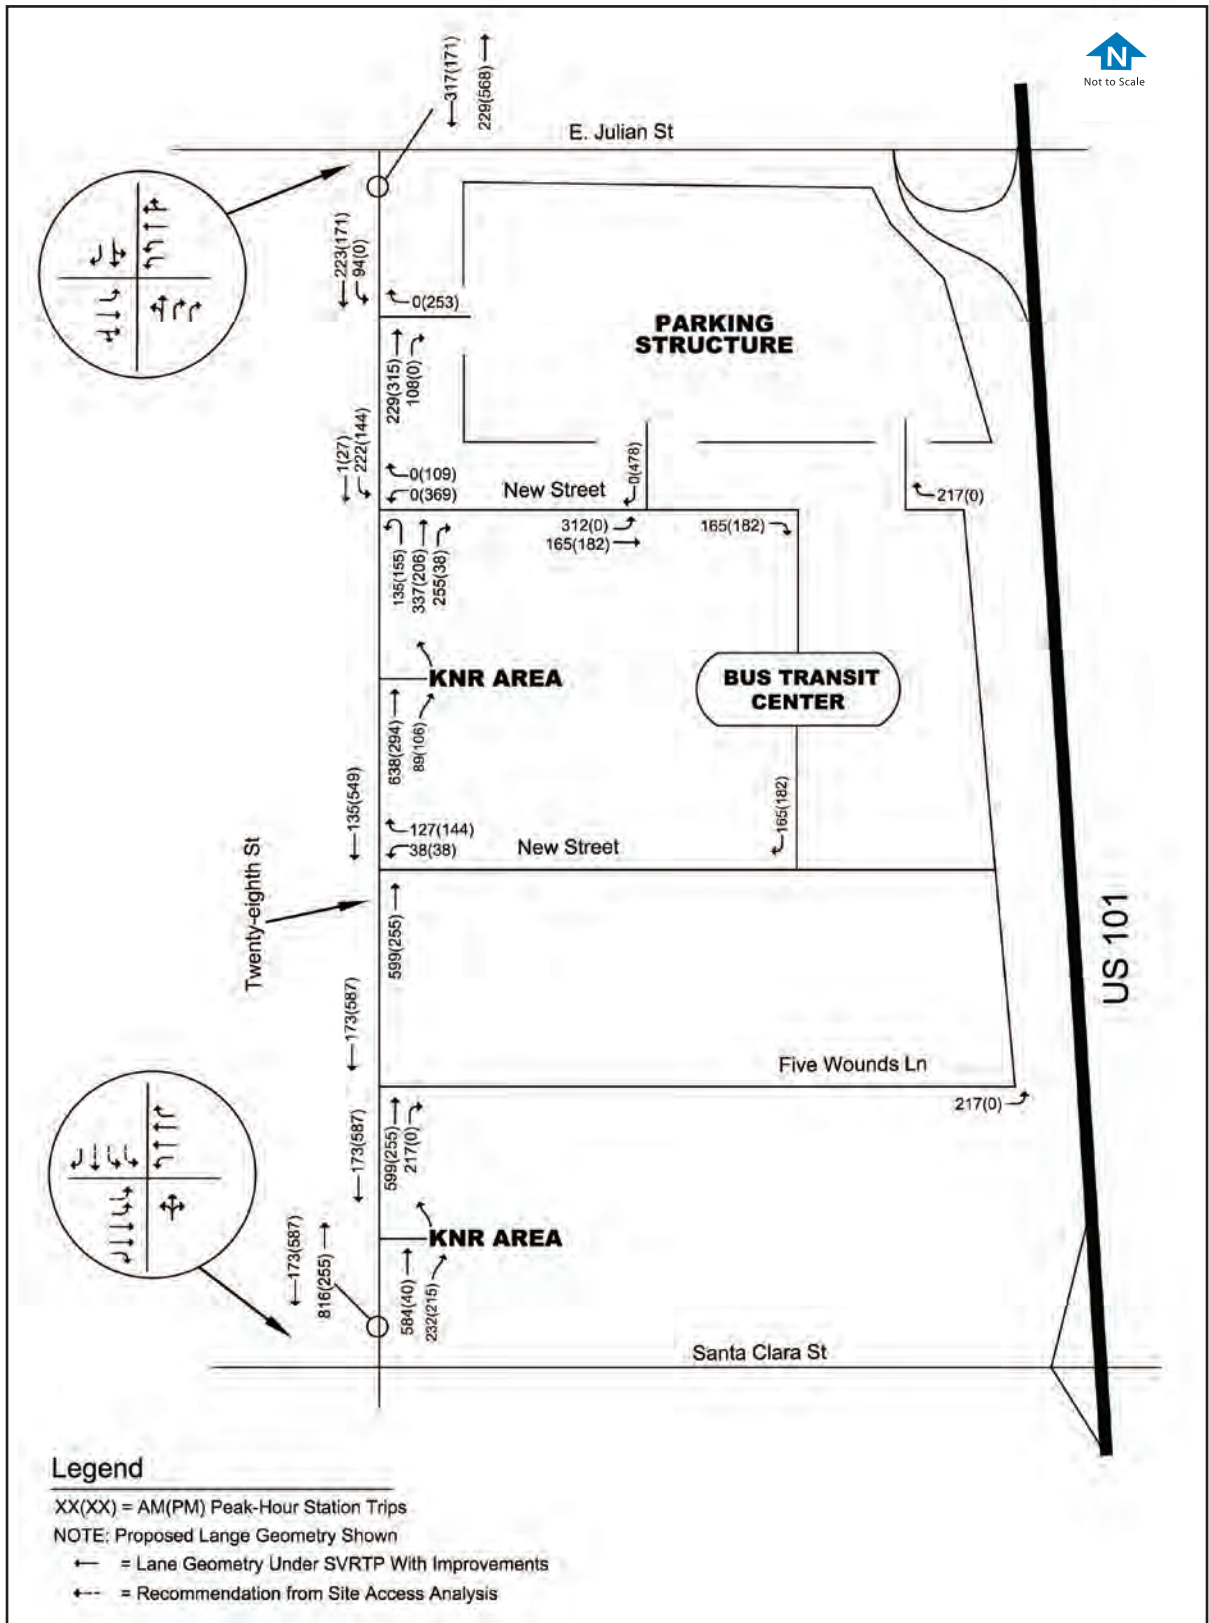 N
Not to Scale
317(171)
229(568)
E. Julian St
223(171)
94(0)
0(253)
PARKING
STRUCTURE
229(315)
108(0)
1(27)
222(144)
0(109)
0(369)
New Street
0(478)
217(0)
312(0)
165(182)
165(182)
135(155)
337(206)
255(38)
KNR AREA
BUS TRANSIT
CENTER
638(294)
89(106)
135(549)
127(144)
38(38)
New Street
165(182)
Twenty-eighth St
599(255)
US 101
173(587)
Five Wounds Ln
217(0)
173(587)
599(255)
217(0)
KNR AREA
173(587)
816(255)
584(40)
232(215)
Santa Clara St
Legend
XX(XX) = AM(PM) Peak-Hour Station Trips
NOTE: Proposed Lange Geometry Shown
= Lane Geometry Under SVRTP With Improvements
= Recommendation from Site Access Analysis